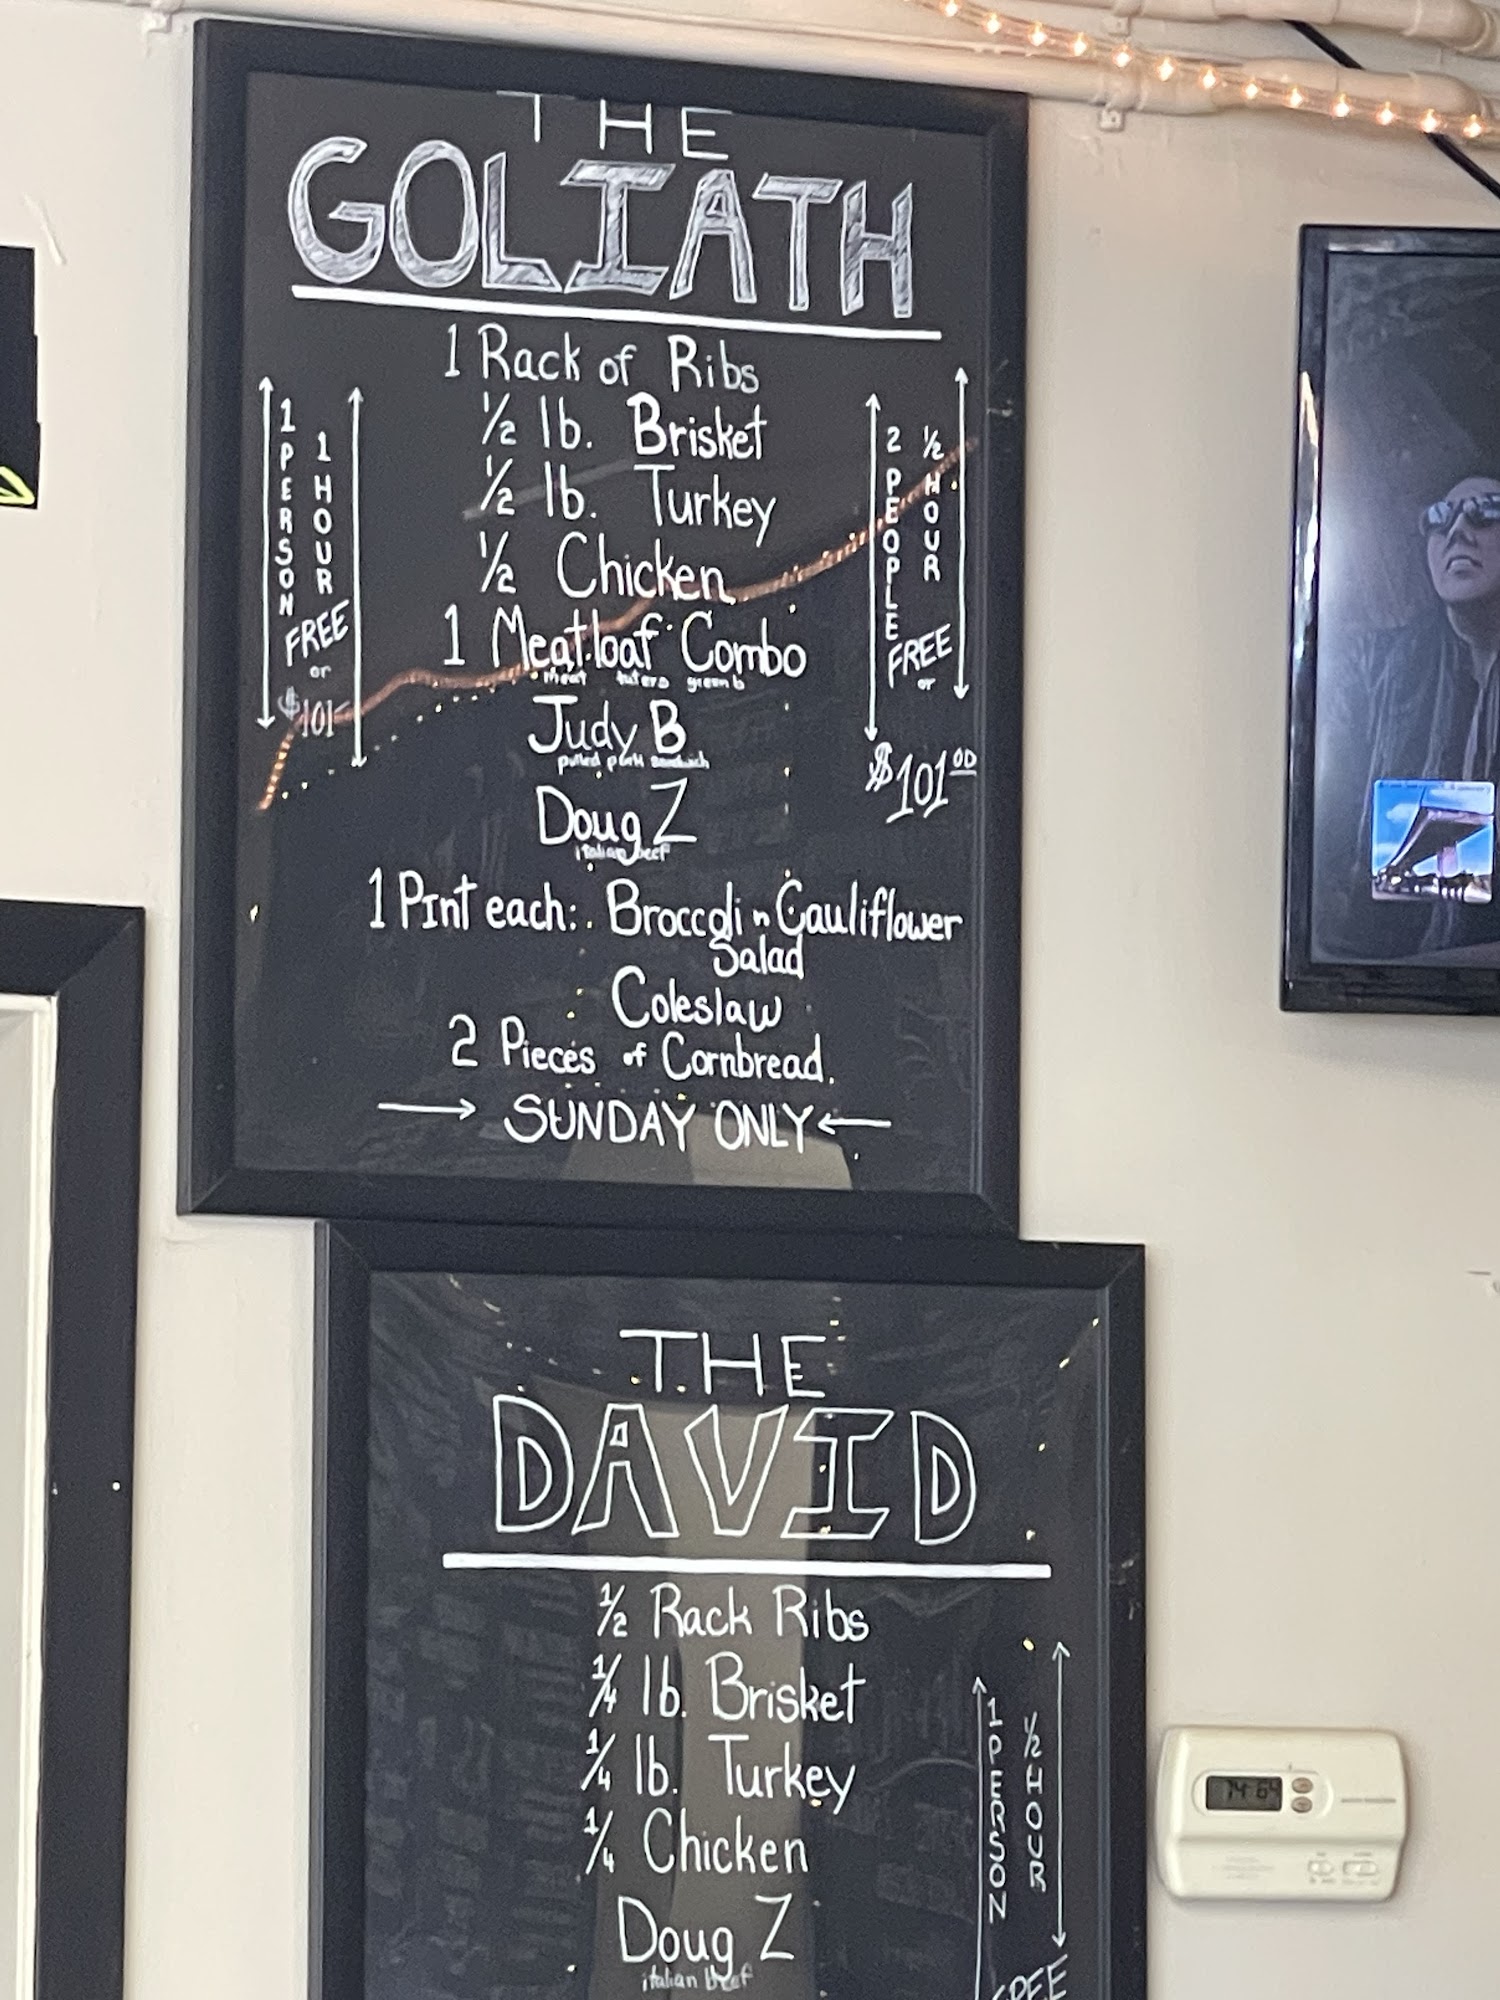 THE
GOLIATH
1 Rack of Ribs
½ lb. Brisket
½ lb. Turkey
½ Chicken
1 Meatloaf Combo
meat taters green b
Judy B
pulled pork sandwich
Doug Z
italian beef
1 Pint each: Broccoli n Cauliflower
Salad
Coleslaw
2 Pieces of Cornbread.
→ SUNDAY ONLY ←
1 PERSON
1 HOUR
FREE
or
$101
2 PEOPLE
½ HOUR
FREE
or
$101.00
THE
DAVID
½ Rack Ribs
¼ lb. Brisket
¼ lb. Turkey
¼ Chicken
Doug Z
italian beef
1 PERSON
½ HOUR
FREE